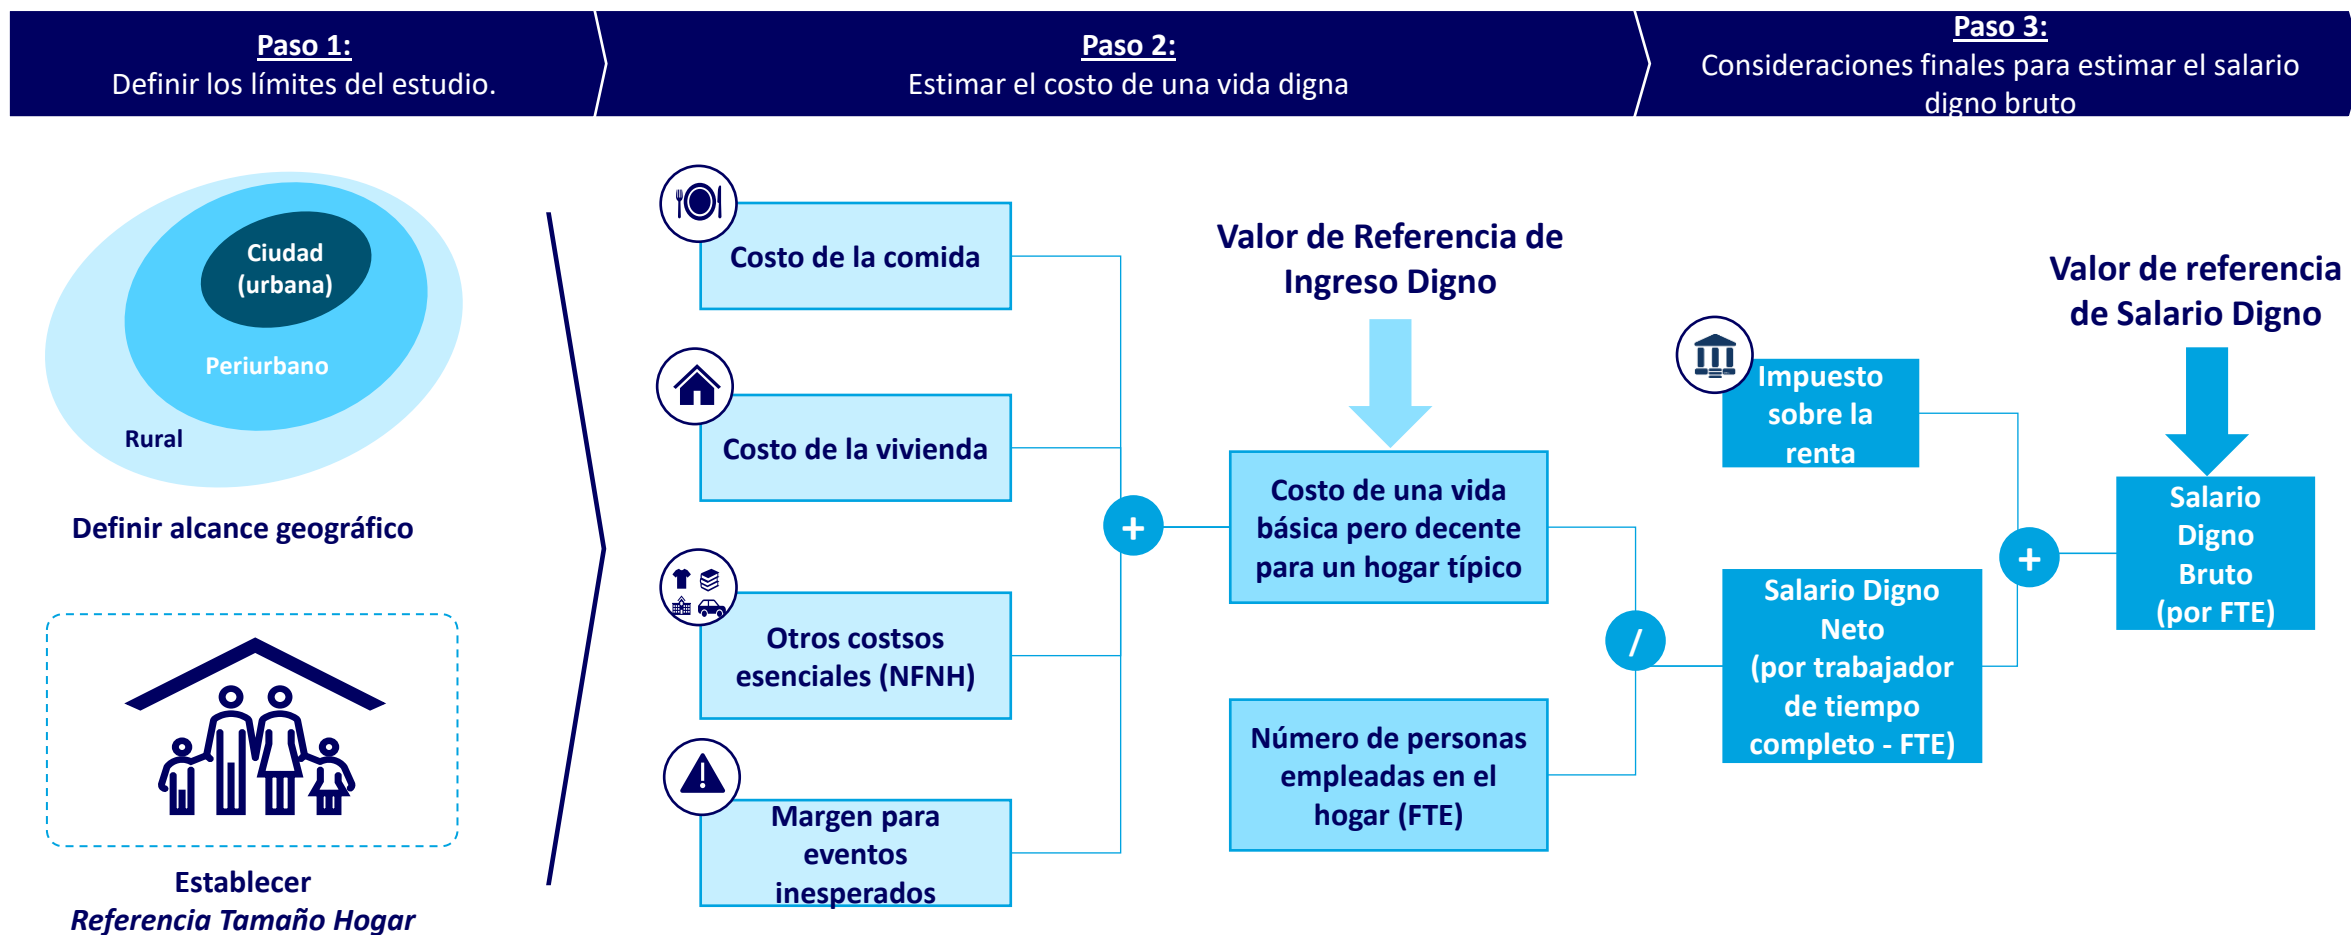 Paso 1:
Definir los límites del estudio.
Paso 2:
Estimar el costo de una vida digna
Paso 3:
Consideraciones finales para estimar el salario
digno bruto
Ciudad
(urbana)
Periurbano
Rural
Definir alcance geográfico
Establecer
Referencia Tamaño Hogar
Costo de la comida
Costo de la vivienda
Otros costsos
esenciales (NFNH)
Margen para
eventos
inesperados
+
Valor de Referencia de
Ingreso Digno
Costo de una vida
básica pero decente
para un hogar típico
Número de personas
empleadas en el
hogar (FTE)
/
Impuesto
sobre la
renta
Salario Digno
Neto
(por trabajador
de tiempo
completo - FTE)
+
Valor de referencia
de Salario Digno
Salario
Digno
Bruto
(por FTE)